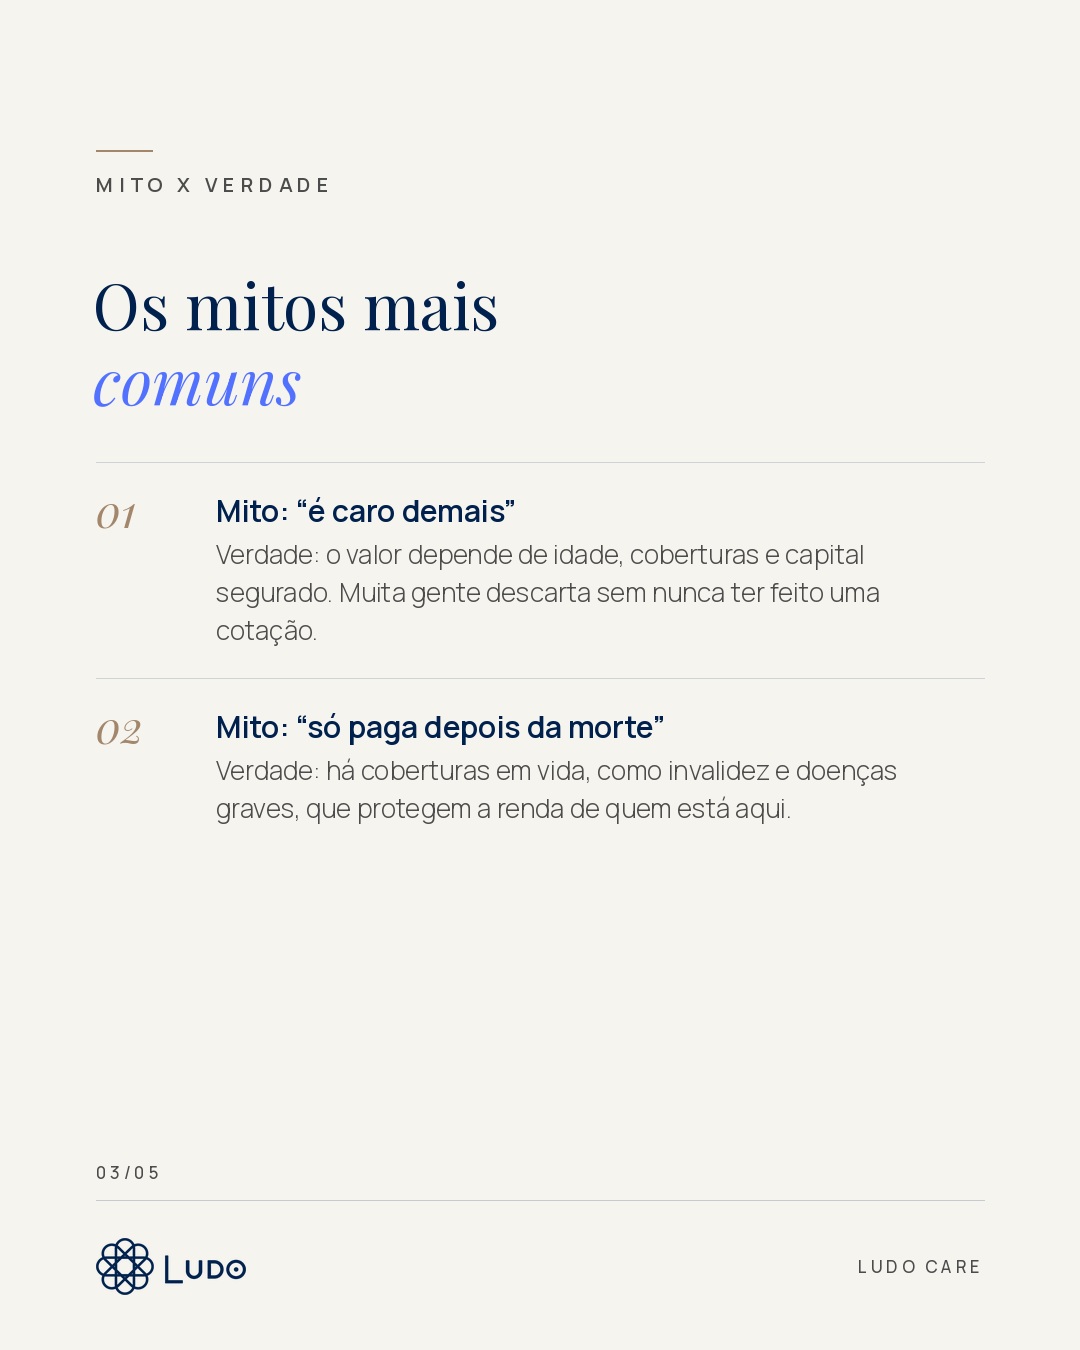 MITO X VERDADE
Os mitos mais
comuns
01
Mito: “é caro demais”
Verdade: o valor depende de idade, coberturas e capital
segurado. Muita gente descarta sem nunca ter feito uma
cotação.
02
Mito: “só paga depois da morte”
Verdade: há coberturas em vida, como invalidez e doenças
graves, que protegem a renda de quem está aqui.
03/05
LUDO
LUDO CARE